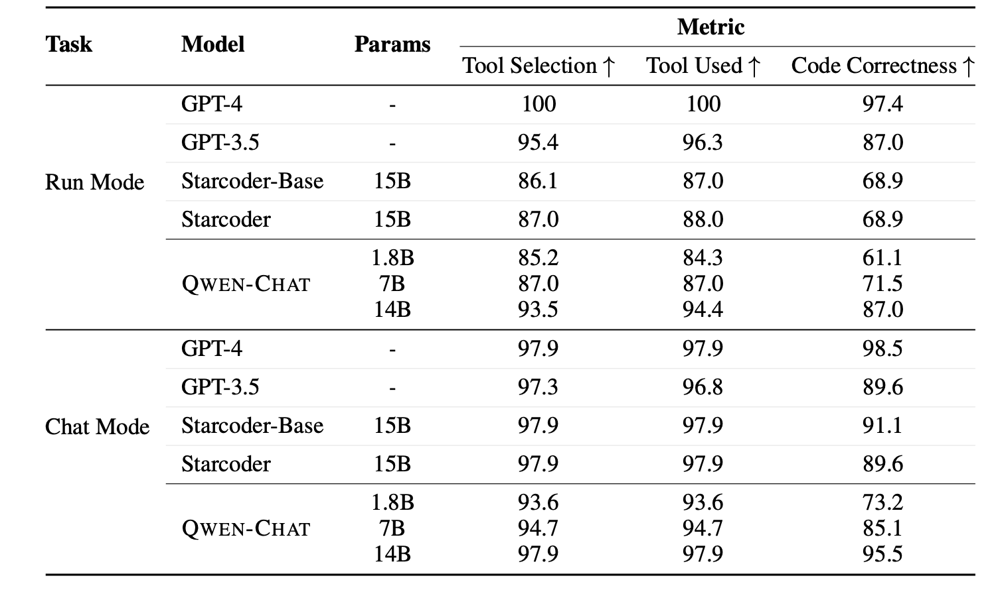 Task Model Params Metric
Tool Selection ↑ Tool Used ↑ Code Correctness ↑
Run Mode
GPT-4 - 100 100 97.4
GPT-3.5 - 95.4 96.3 87.0
Starcoder-Base 15B 86.1 87.0 68.9
Starcoder 15B 87.0 88.0 68.9
QWEN-CHAT
1.8B 85.2 84.3 61.1
7B 87.0 87.0 71.5
14B 93.5 94.4 87.0
Chat Mode
GPT-4 - 97.9 97.9 98.5
GPT-3.5 - 97.3 96.8 89.6
Starcoder-Base 15B 97.9 97.9 91.1
Starcoder 15B 97.9 97.9 89.6
QWEN-CHAT
1.8B 93.6 93.6 73.2
7B 94.7 94.7 85.1
14B 97.9 97.9 95.5